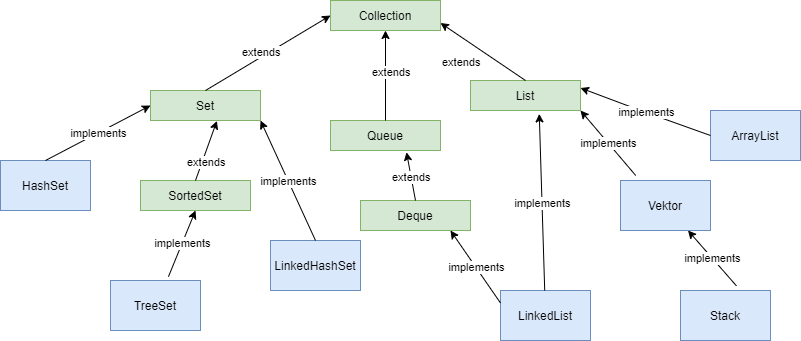 Collection
extends
extends
extends
Set
List
implements
implements
ArrayList
Queue
implements
extends
implements
HashSet
SortedSet
extends
implements
Vektor
LinkedHashSet
implements
Deque
implements
implements
TreeSet
LinkedList
Stack